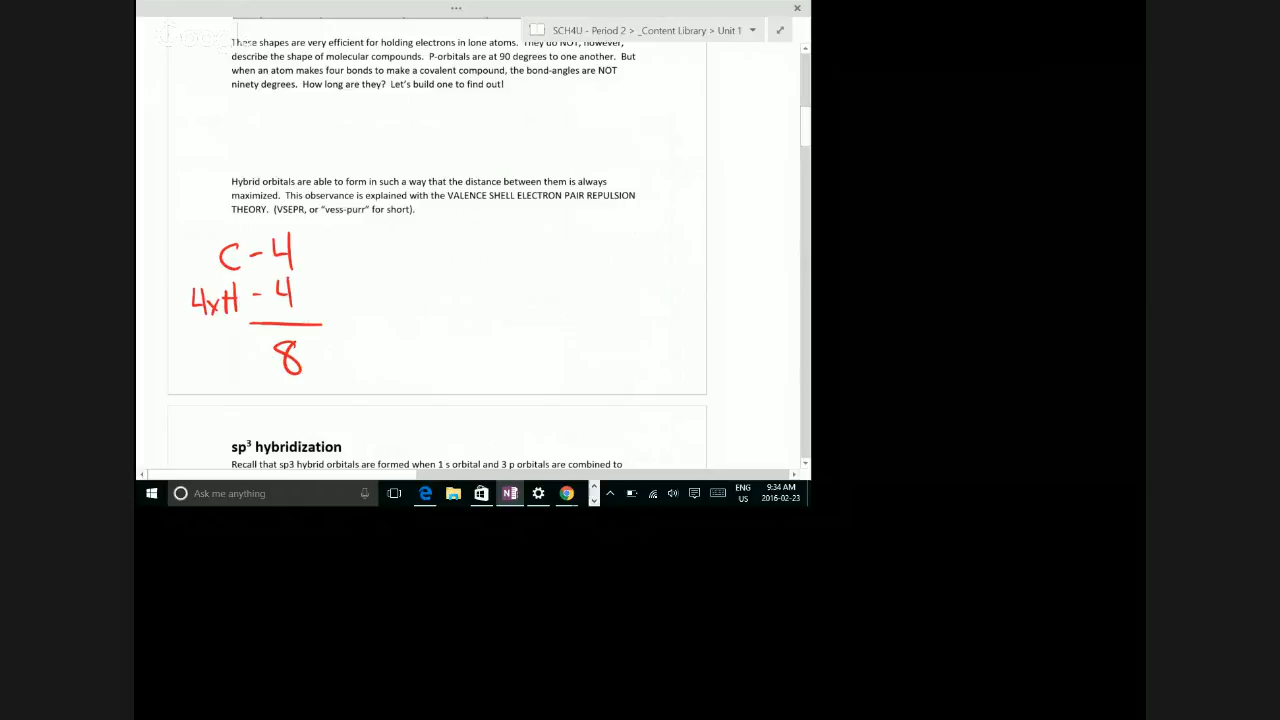 SCH4U - Period 2 > _Content Library > Unit 1
These shapes are very efficient for holding electrons in lone atoms. They do NOT, however,
describe the shape of molecular compounds. P-orbitals are at 90 degrees to one another. But
when an atom makes four bonds to make a covalent compound, the bond-angles are NOT
ninety degrees. How long are they? Let's build one to find out!
Hybrid orbitals are able to form in such a way that the distance between them is always
maximized. This observance is explained with the VALENCE SHELL ELECTRON PAIR REPULSION
THEORY. (VSEPR, or "vess-purr" for short).
C - 4
4xH - 4
8
sp³ hybridization
Recall that sp3 hybrid orbitals are formed when 1 s orbital and 3 p orbitals are combined to
Ask me anything
ENG
US
9:34 AM
2016-02-23